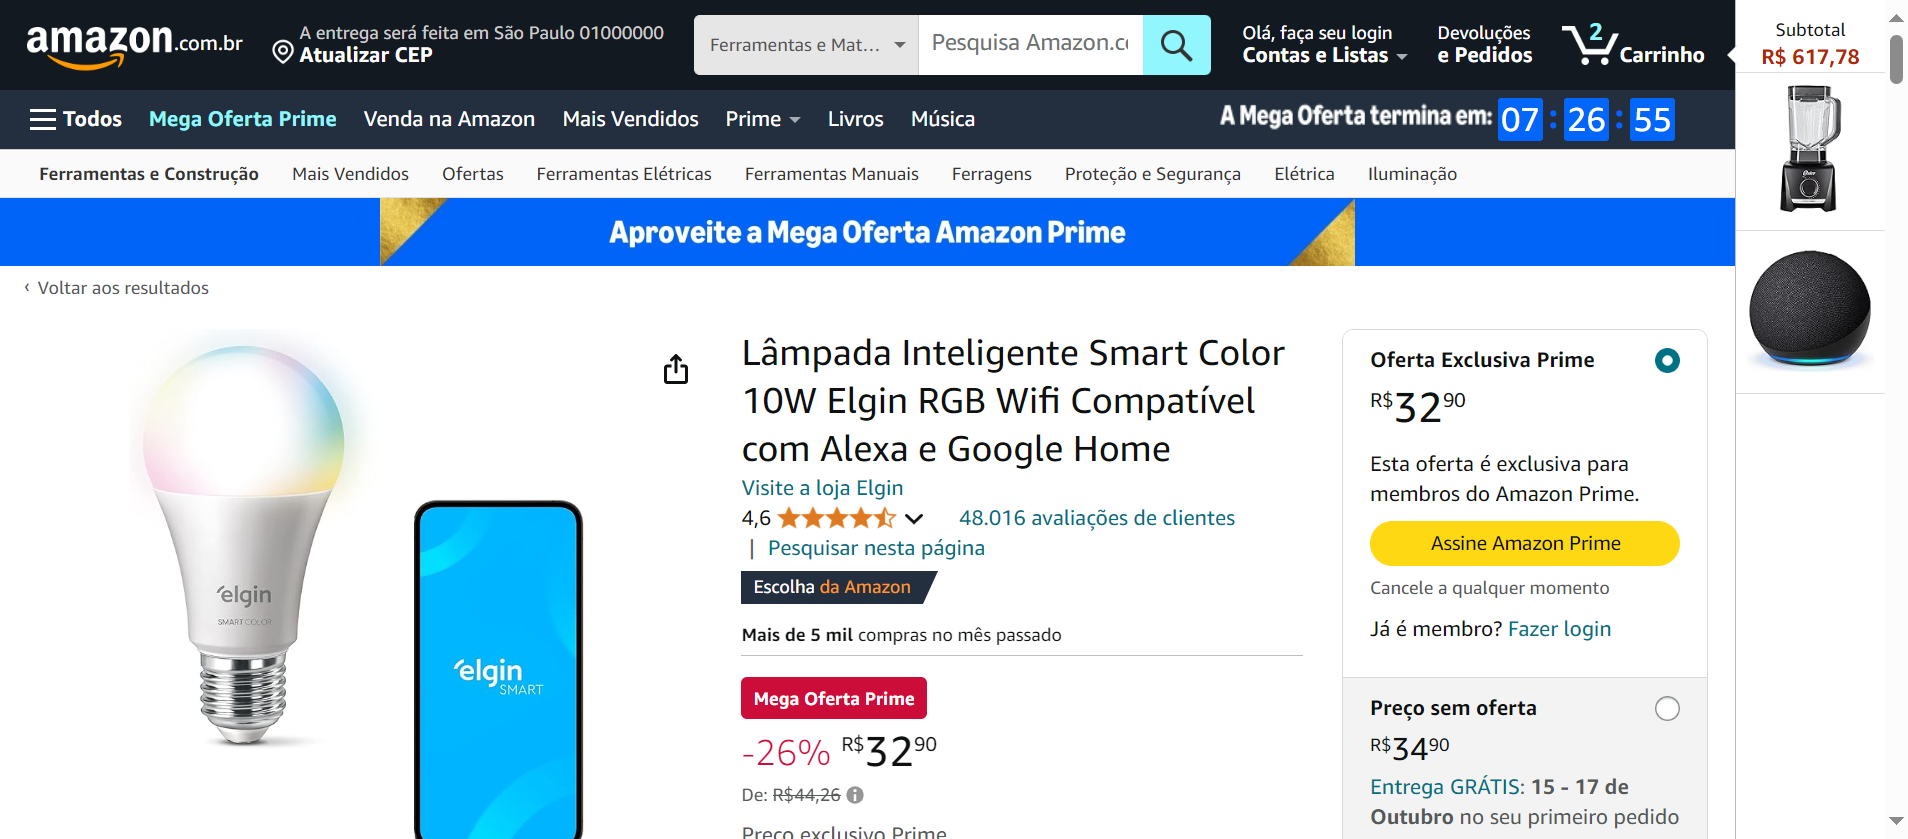 amazon.com.br
A entrega será feita em São Paulo 01000000
Atualizar CEP
Ferramentas e Mat...
Pesquisa Amazon.c
Olá, faça seu login
Contas e Listas
Devoluções
e Pedidos
2
Carrinho
Subtotal
R$ 617,78
Todos
Mega Oferta Prime
Venda na Amazon
Mais Vendidos
Prime
Livros
Música
A Mega Oferta termina em: 07 : 26 : 55
Ferramentas e Construção
Mais Vendidos
Ofertas
Ferramentas Elétricas
Ferramentas Manuais
Ferragens
Proteção e Segurança
Elétrica
Iluminação
Aproveite a Mega Oferta Amazon Prime
‹ Voltar aos resultados
elgin
SMART COLOR
elgin
SMART
Lâmpada Inteligente Smart Color
10W Elgin RGB Wifi Compatível
com Alexa e Google Home
Visite a loja Elgin
4,6
48.016 avaliações de clientes
| Pesquisar nesta página
Escolha da Amazon
Mais de 5 mil compras no mês passado
Mega Oferta Prime
-26% R$3290
De: R$44,26
Preço exclusivo Prime
Oferta Exclusiva Prime
R$3290
Esta oferta é exclusiva para
membros do Amazon Prime.
Assine Amazon Prime
Cancele a qualquer momento
Já é membro? Fazer login
Preço sem oferta
R$3490
Entrega GRÁTIS: 15 - 17 de
Outubro no seu primeiro pedido